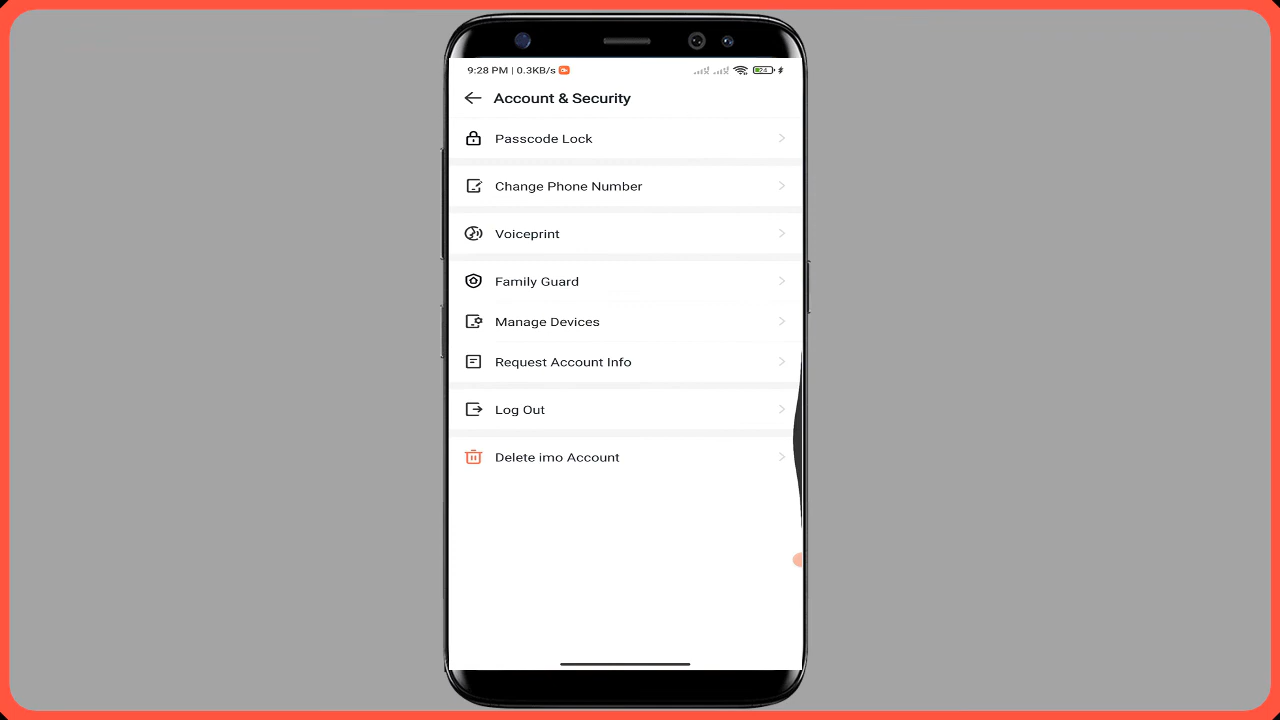 9:28 PM | 0.3KB/s
24
Account & Security
Passcode Lock
Change Phone Number
Voiceprint
Family Guard
Manage Devices
Request Account Info
Log Out
Delete imo Account